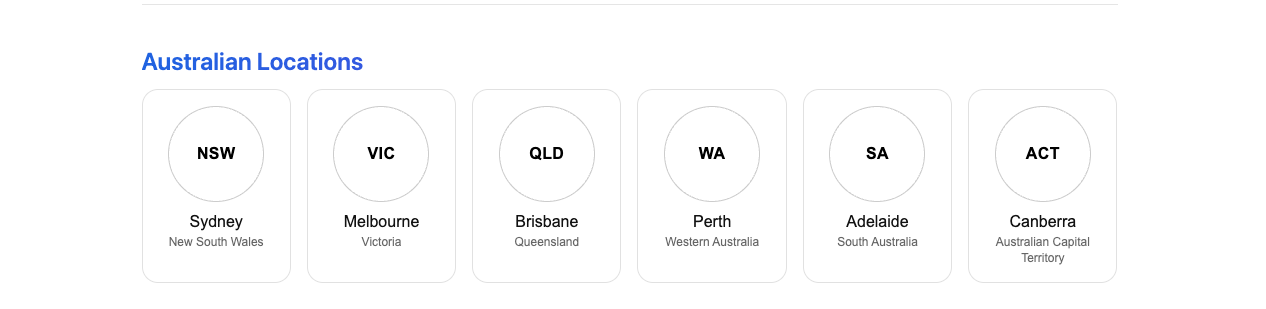 Australian Locations
NSW
Sydney
New South Wales
VIC
Melbourne
Victoria
QLD
Brisbane
Queensland
WA
Perth
Western Australia
SA
Adelaide
South Australia
ACT
Canberra
Australian Capital
Territory